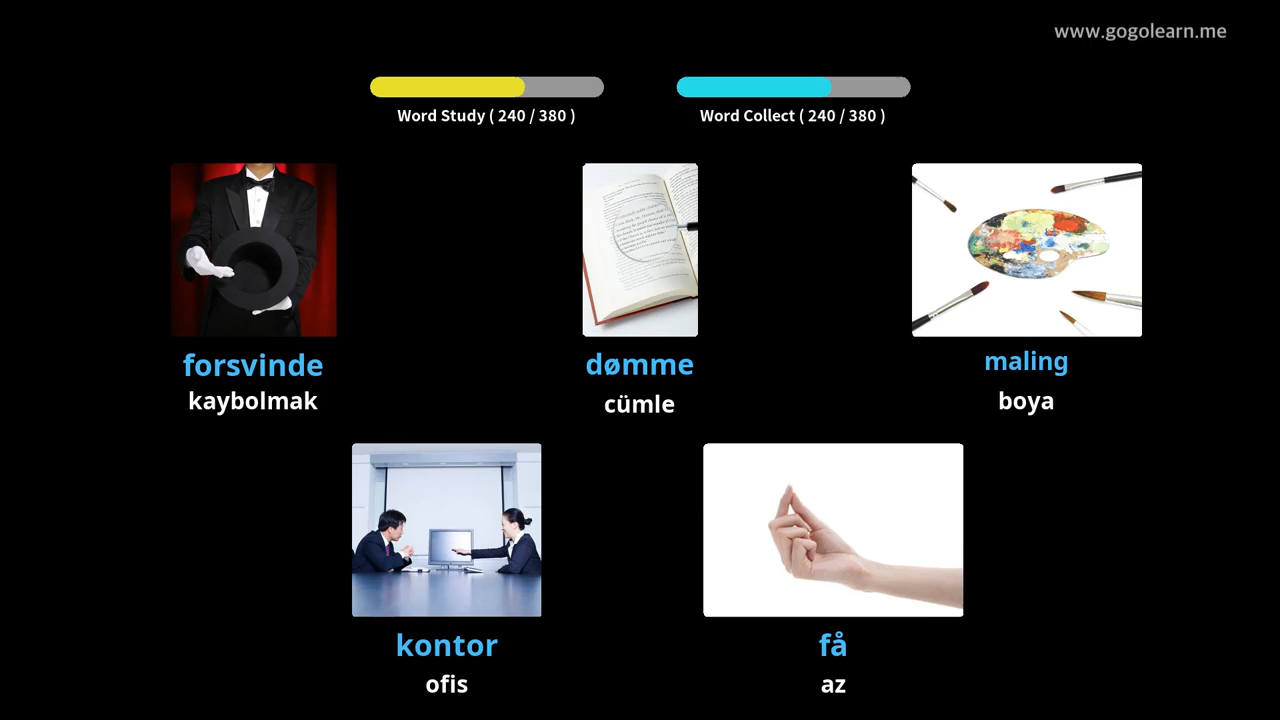 www.gogolearn.me
Word Study ( 240 / 380 )
Word Collect ( 240 / 380 )
forsvinde
kaybolmak
dømme
cümle
maling
boya
kontor
ofis
få
az